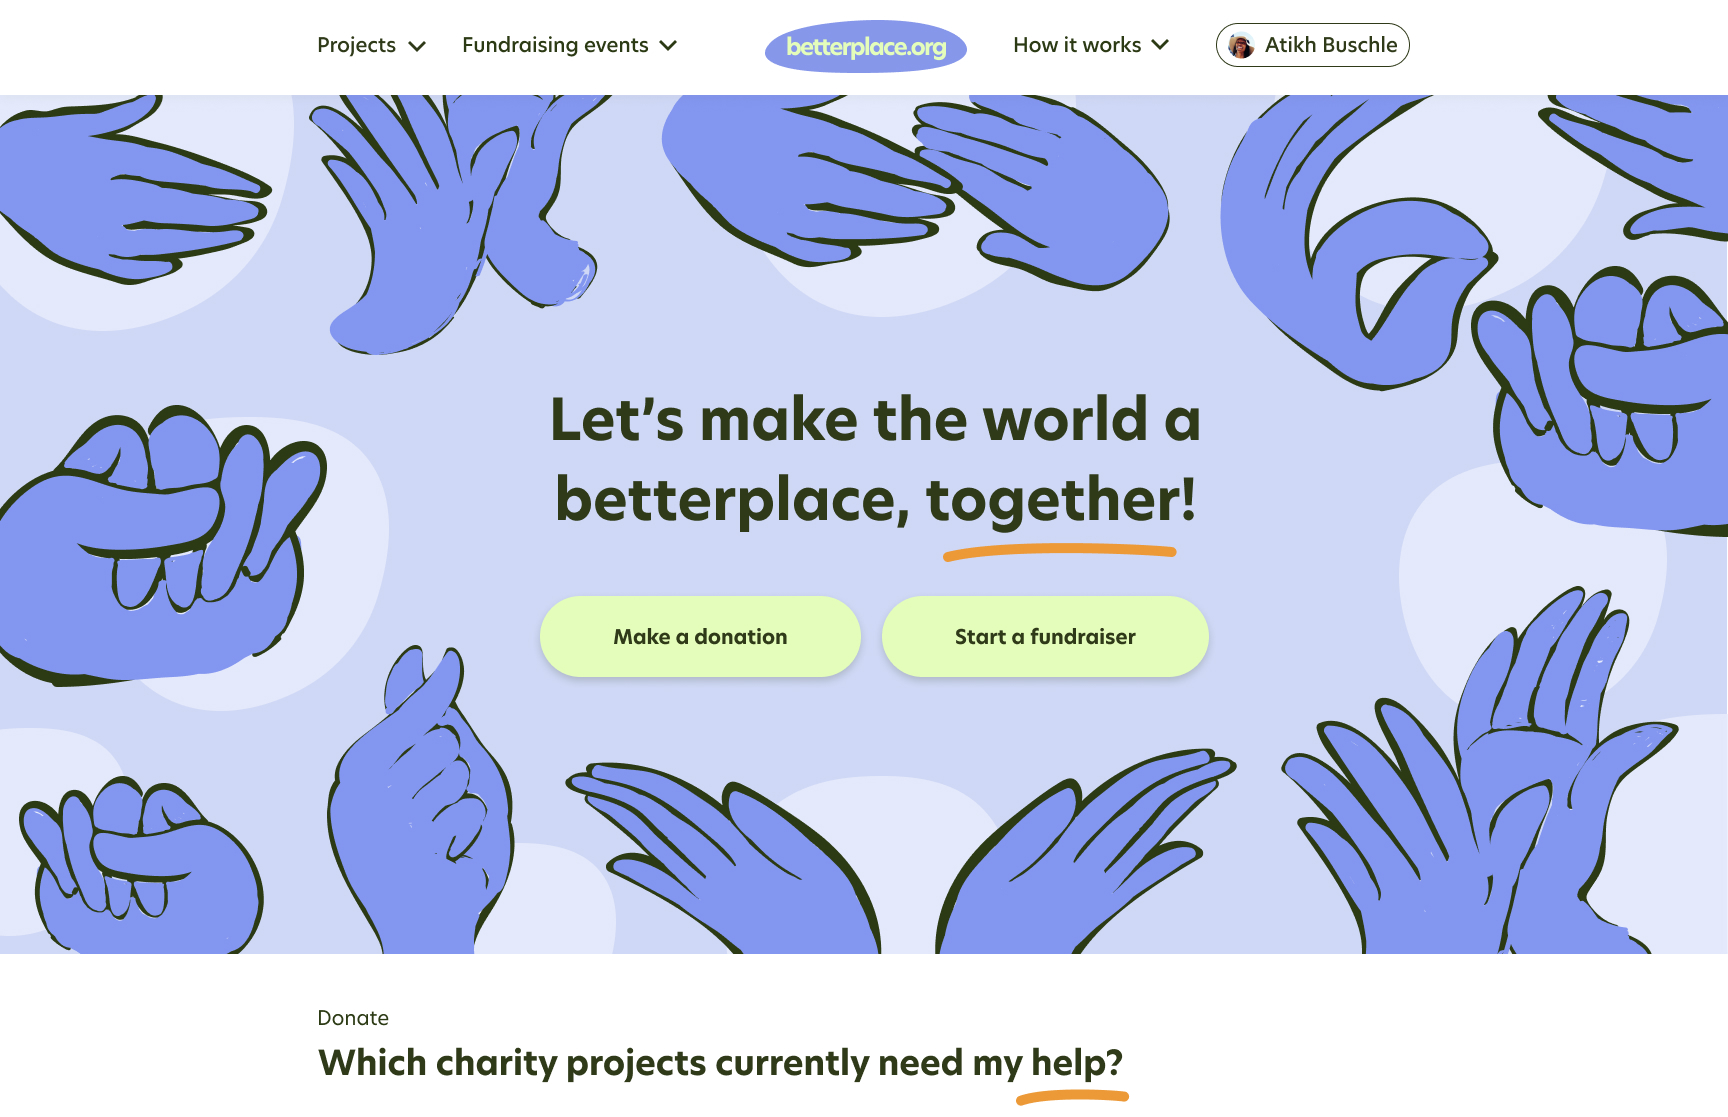 Projects
Fundraising events
betterplace.org
How it works
Atikh Buschle
Let's make the world a
betterplace, together!
Make a donation
Start a fundraiser
Donate
Which charity projects currently need my help?